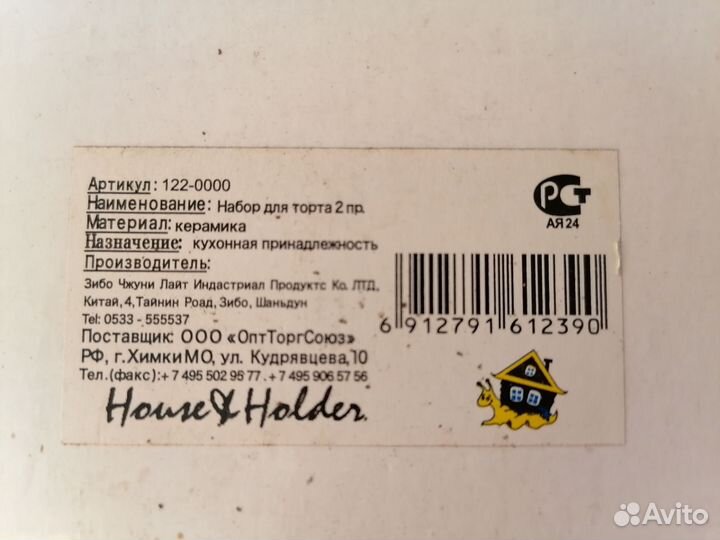 Артикул: 122-0000
Наименование: Набор для торта 2 пр.
Материал: керамика
Назначение: кухонная принадлежность
Производитель:
Зибо Чжуни Лайт Индастриал Продуктс Ко. ЛТД,
Китай, 4, Тайнин Роад, Зибо, Шаньдун
Tel: 0533 - 555537
Поставщик: ООО «ОптТоргСоюз»
РФ, г. Химки МО, ул. Кудрявцева, 10
Тел. (факс): + 7 495 502 95 77 . + 7 495 906 57 56
House & Holder
РСТ
АЯ24
6 912791 612390
Avito